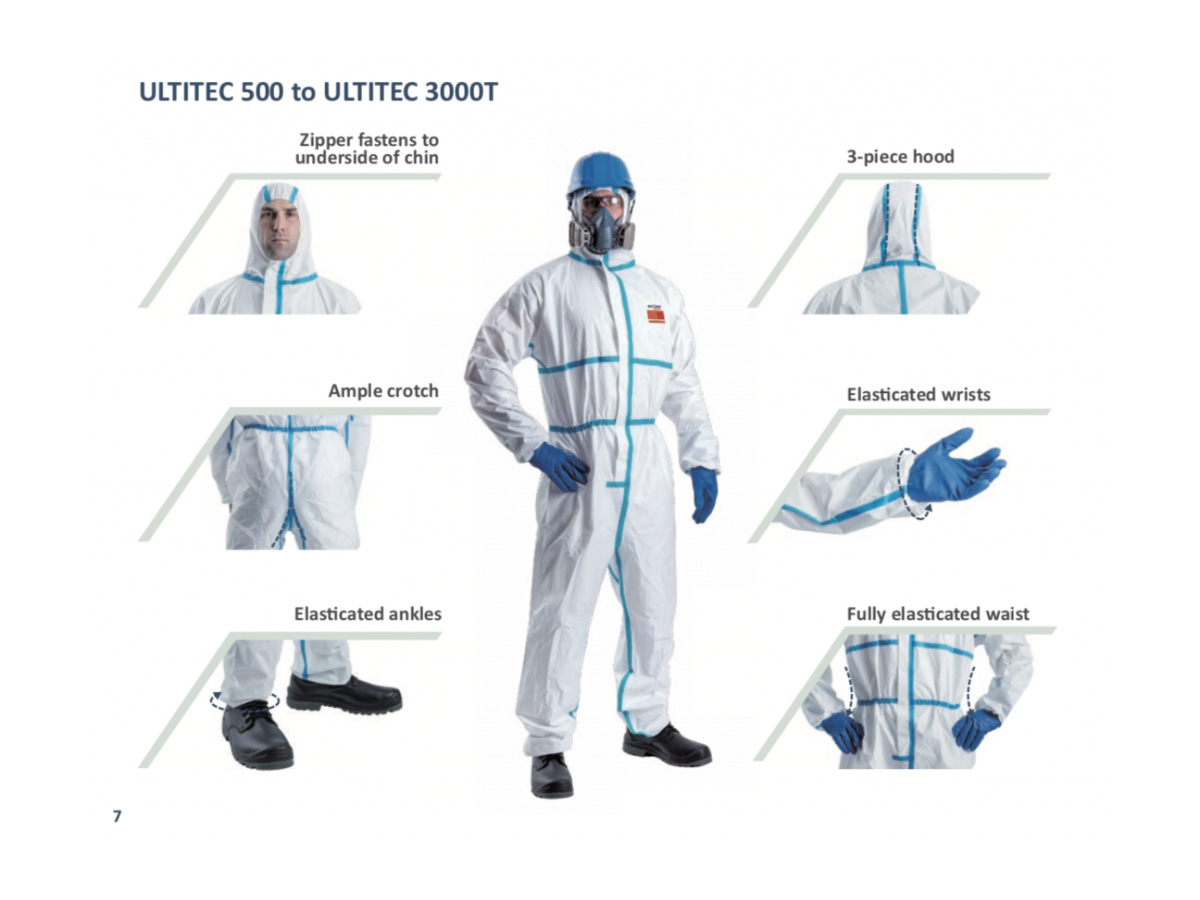 ULTITEC 500 to ULTITEC 3000T
Zipper fastens to
underside of chin
3-piece hood
Ample crotch
Elasticated wrists
Elasticated ankles
Fully elasticated waist
7